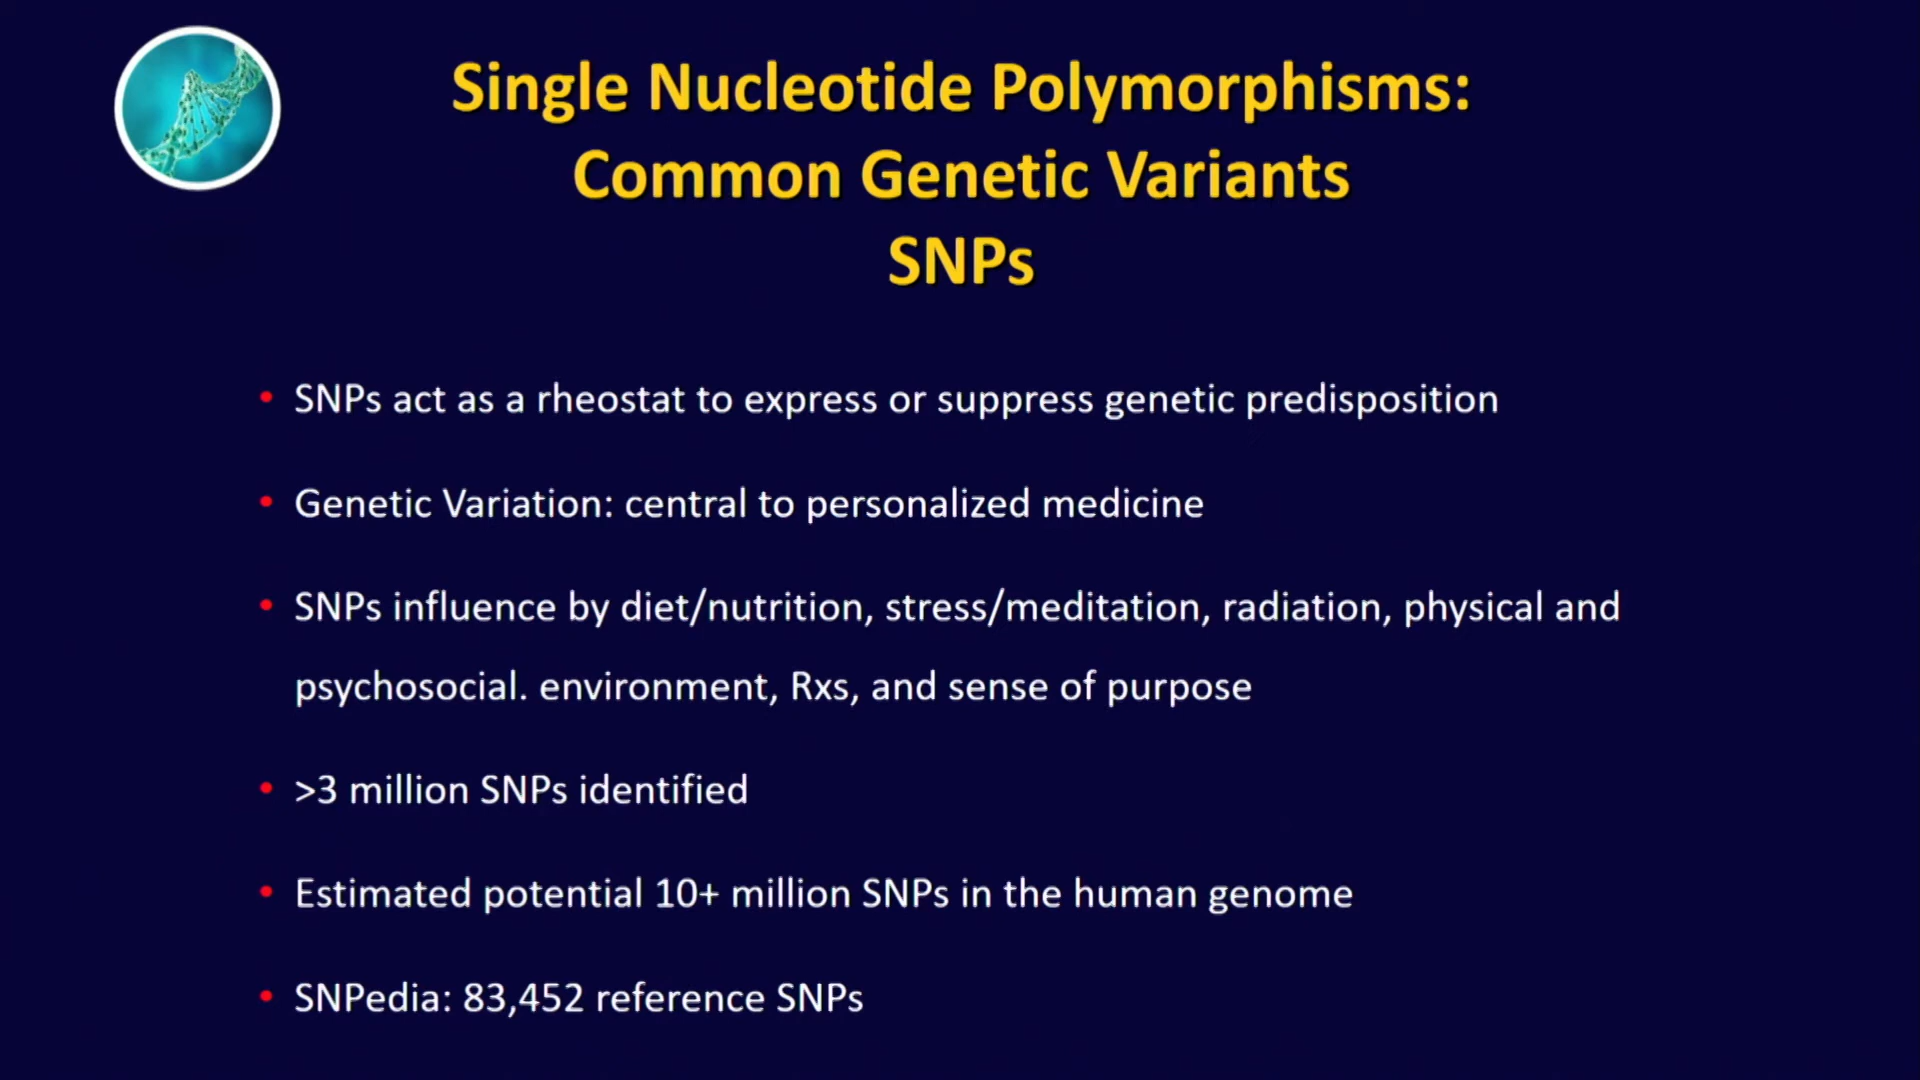 Single Nucleotide Polymorphisms:
Common Genetic Variants
SNPs
• SNPs act as a rheostat to express or suppress genetic predisposition
• Genetic Variation: central to personalized medicine
• SNPs influence by diet/nutrition, stress/meditation, radiation, physical and
psychosocial. environment, Rxs, and sense of purpose
• >3 million SNPs identified
• Estimated potential 10+ million SNPs in the human genome
• SNPedia: 83,452 reference SNPs